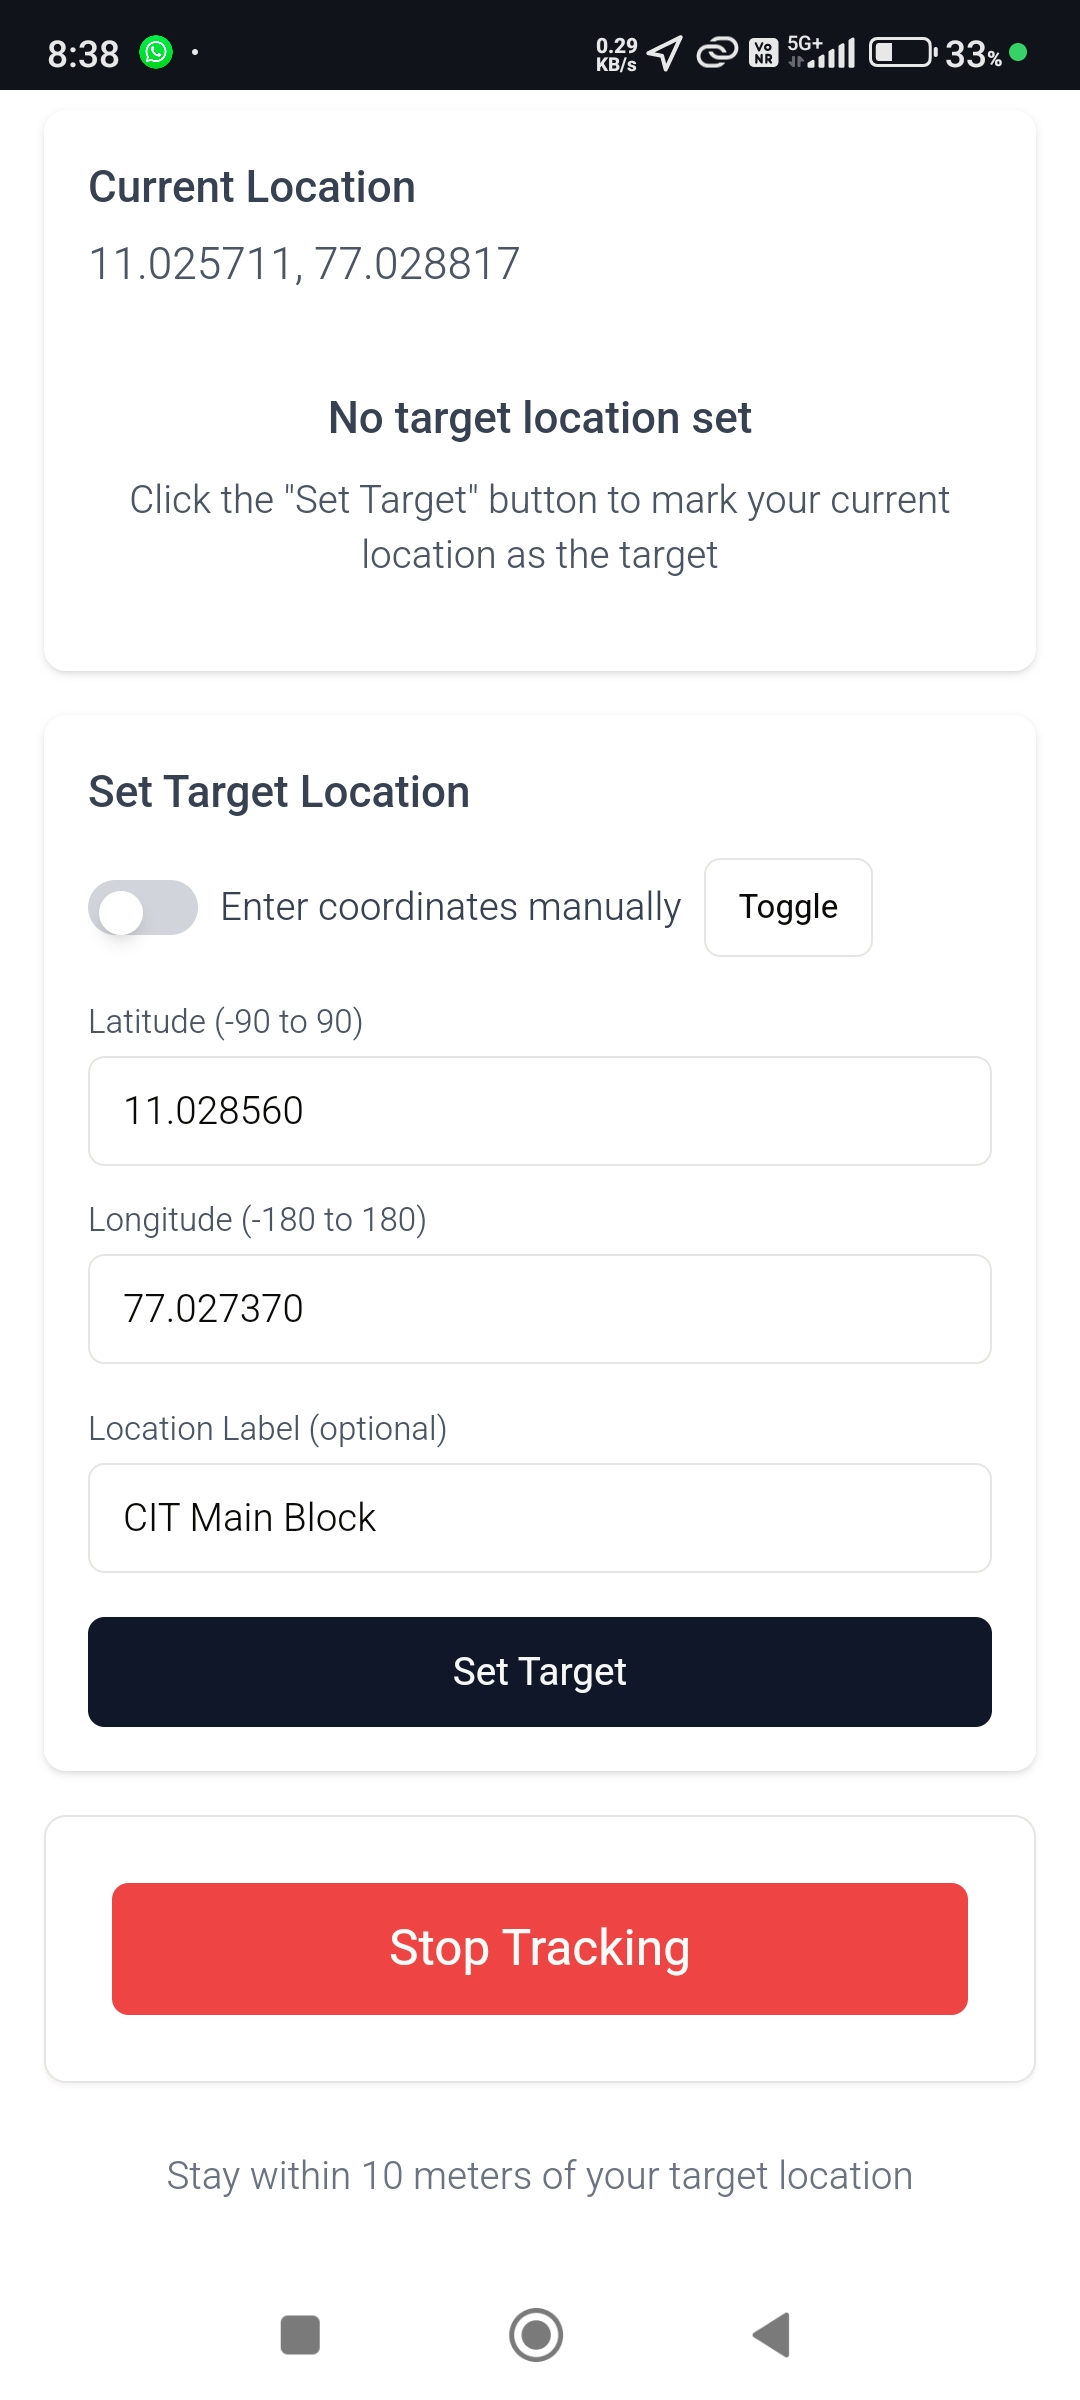 8:38
0.29
KB/s
Vo
NR
5G+
33%
Current Location
11.025711, 77.028817
No target location set
Click the "Set Target" button to mark your current
location as the target
Set Target Location
Enter coordinates manually
Toggle
Latitude (-90 to 90)
11.028560
Longitude (-180 to 180)
77.027370
Location Label (optional)
CIT Main Block
Set Target
Stop Tracking
Stay within 10 meters of your target location